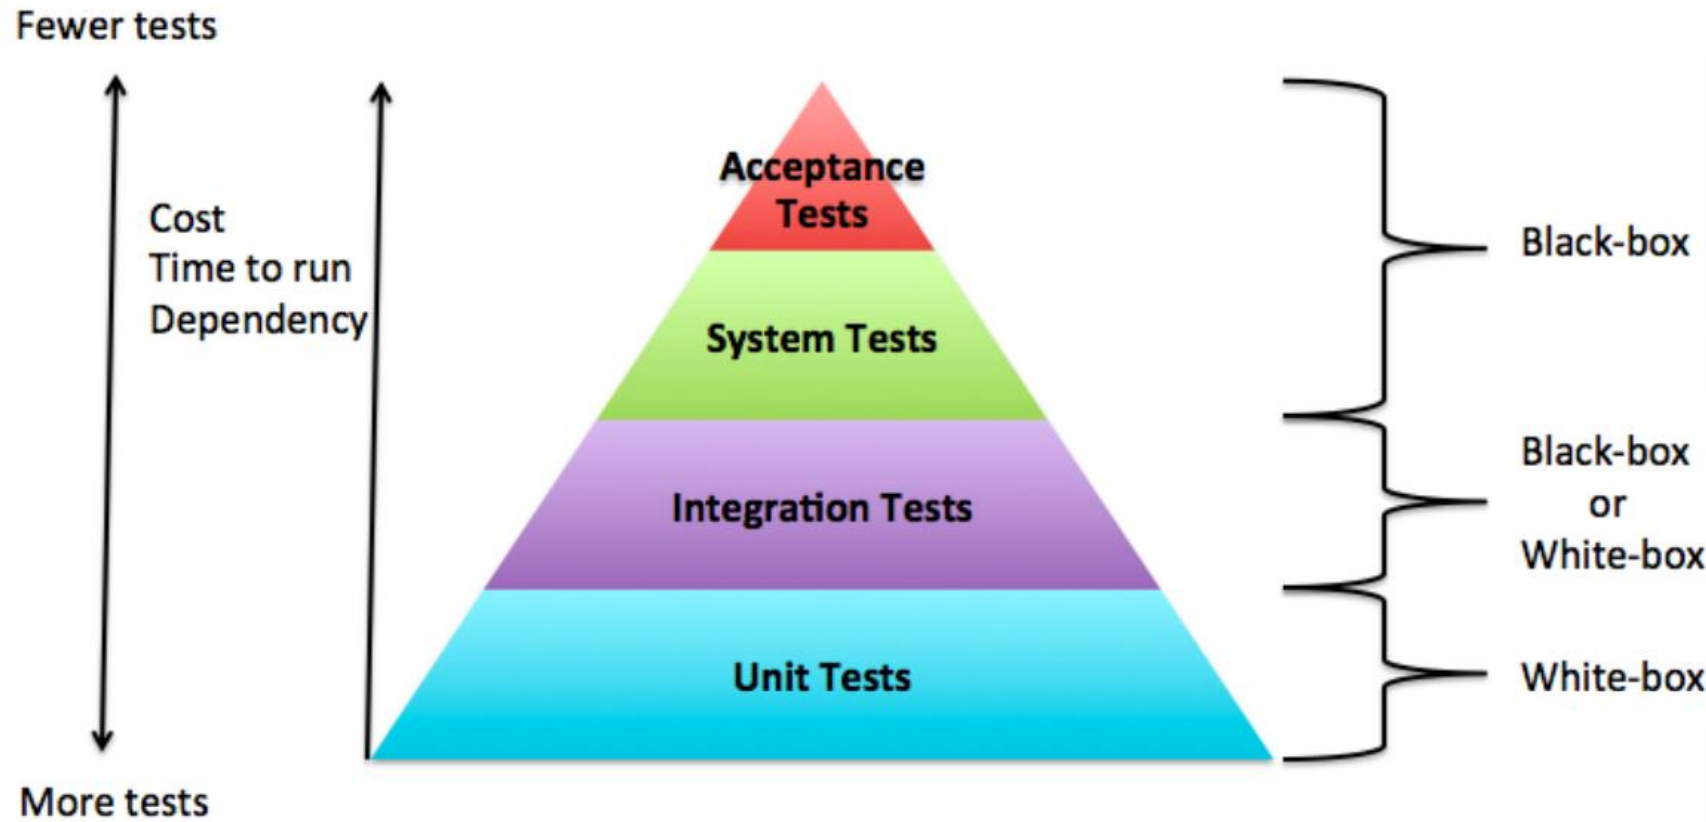 Fewer tests
Cost
Time to run
Dependency
More tests
Acceptance
Tests
System Tests
Integration Tests
Unit Tests
Black-box
Black-box
or
White-box
White-box